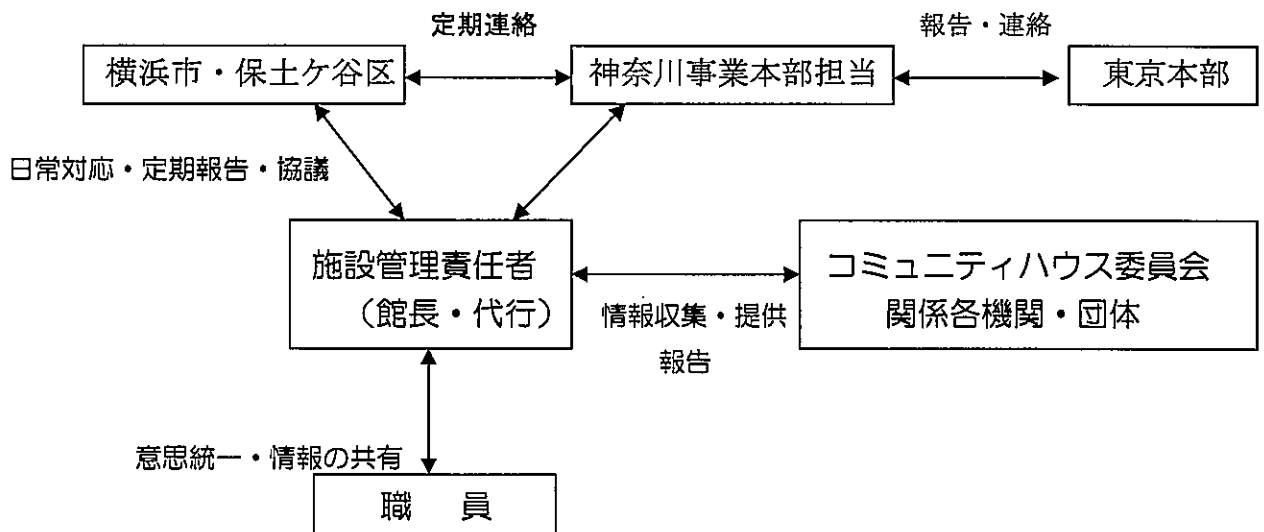 定期連絡
報告・連絡
横浜市・保土ケ谷区
神奈川事業本部担当
東京本部
日常対応・定期報告・協議
施設管理責任者
（館長・代行）
コミュニティハウス委員会
関係各機関・団体
情報収集・提供
報告
意思統一・情報の共有
職　員